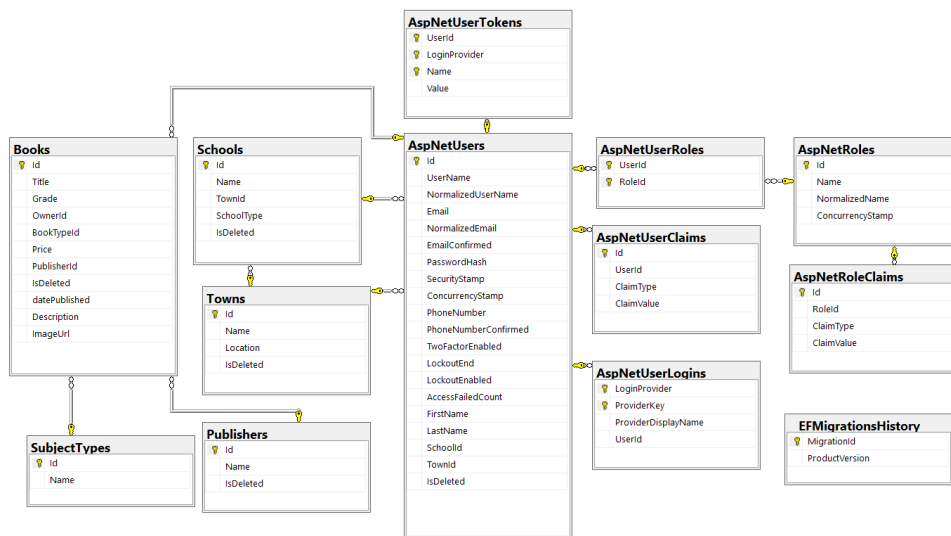 AspNetUserTokens
UserId
LoginProvider
Name
Value
Books
Id
Title
Grade
OwnerId
BookTypeId
Price
PublisherId
IsDeleted
datePublished
Description
ImageUrl
Schools
Id
Name
TownId
SchoolType
IsDeleted
AspNetUsers
Id
UserName
NormalizedUserName
Email
NormalizedEmail
EmailConfirmed
PasswordHash
SecurityStamp
ConcurrencyStamp
PhoneNumber
PhoneNumberConfirmed
TwoFactorEnabled
LockoutEnd
LockoutEnabled
AccessFailedCount
FirstName
LastName
SchoolId
TownId
IsDeleted
AspNetUserRoles
UserId
RoleId
AspNetRoles
Id
Name
NormalizedName
ConcurrencyStamp
AspNetUserClaims
Id
UserId
ClaimType
ClaimValue
AspNetRoleClaims
Id
RoleId
ClaimType
ClaimValue
Towns
Id
Name
Location
IsDeleted
AspNetUserLogins
LoginProvider
ProviderKey
ProviderDisplayName
UserId
EFMigrationsHistory
MigrationId
ProductVersion
SubjectTypes
Id
Name
Publishers
Id
Name
IsDeleted